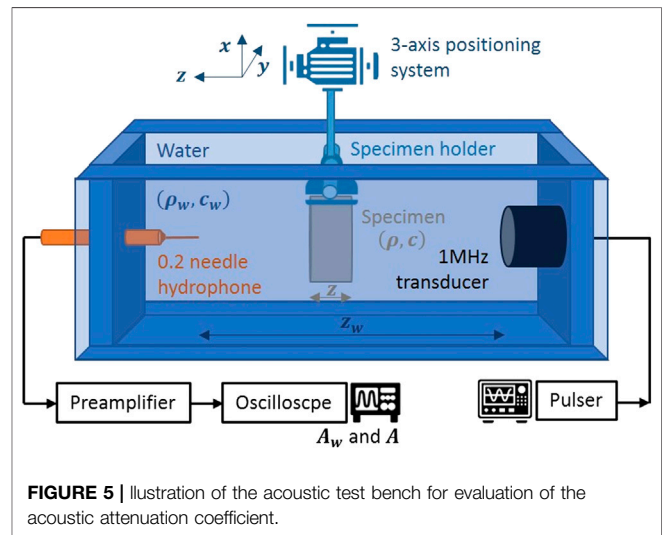 x
y
z
3-axis positioning
system
Water
Specimen holder
(ρw, cw)
Specimen
(ρ, c)
0.2 needle
hydrophone
1MHz
transducer
z
zw
Preamplifier
Oscilloscpe
Pulser
Aw and A
FIGURE 5 | Ilustration of the acoustic test bench for evaluation of the
acoustic attenuation coefficient.